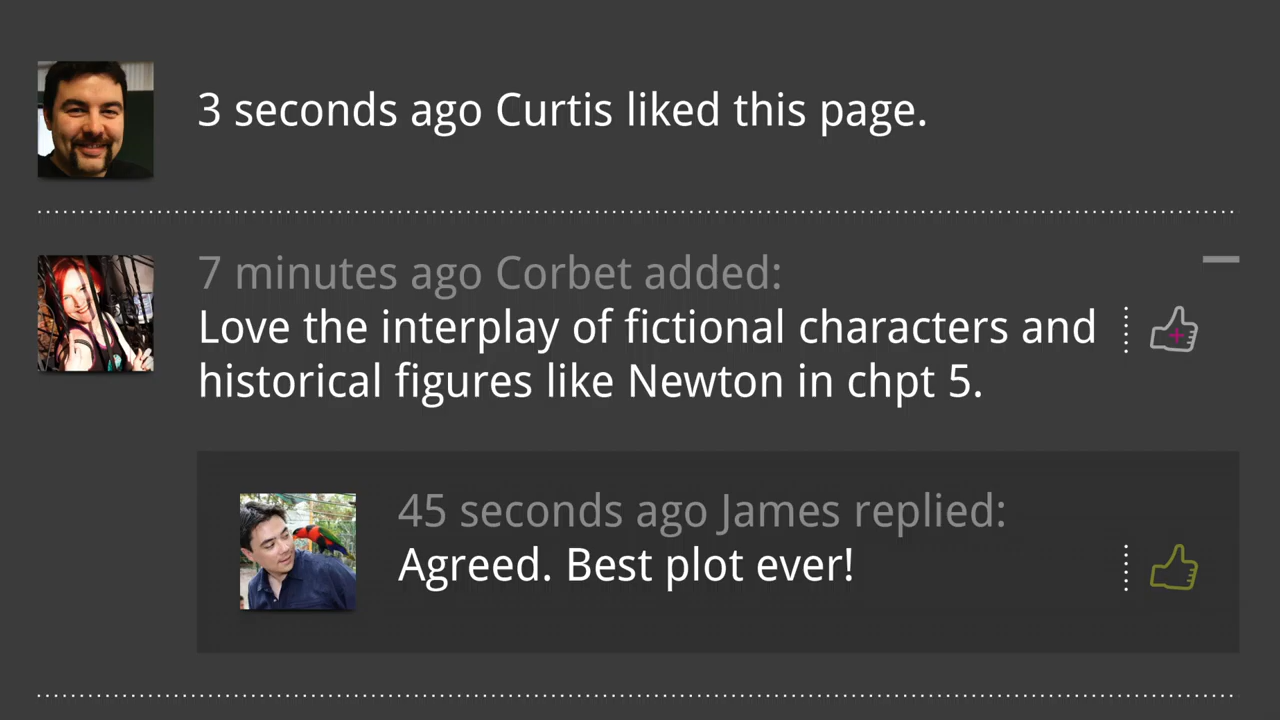 3 seconds ago Curtis liked this page.
7 minutes ago Corbet added:
Love the interplay of fictional characters and
historical figures like Newton in chpt 5.
45 seconds ago James replied:
Agreed. Best plot ever!